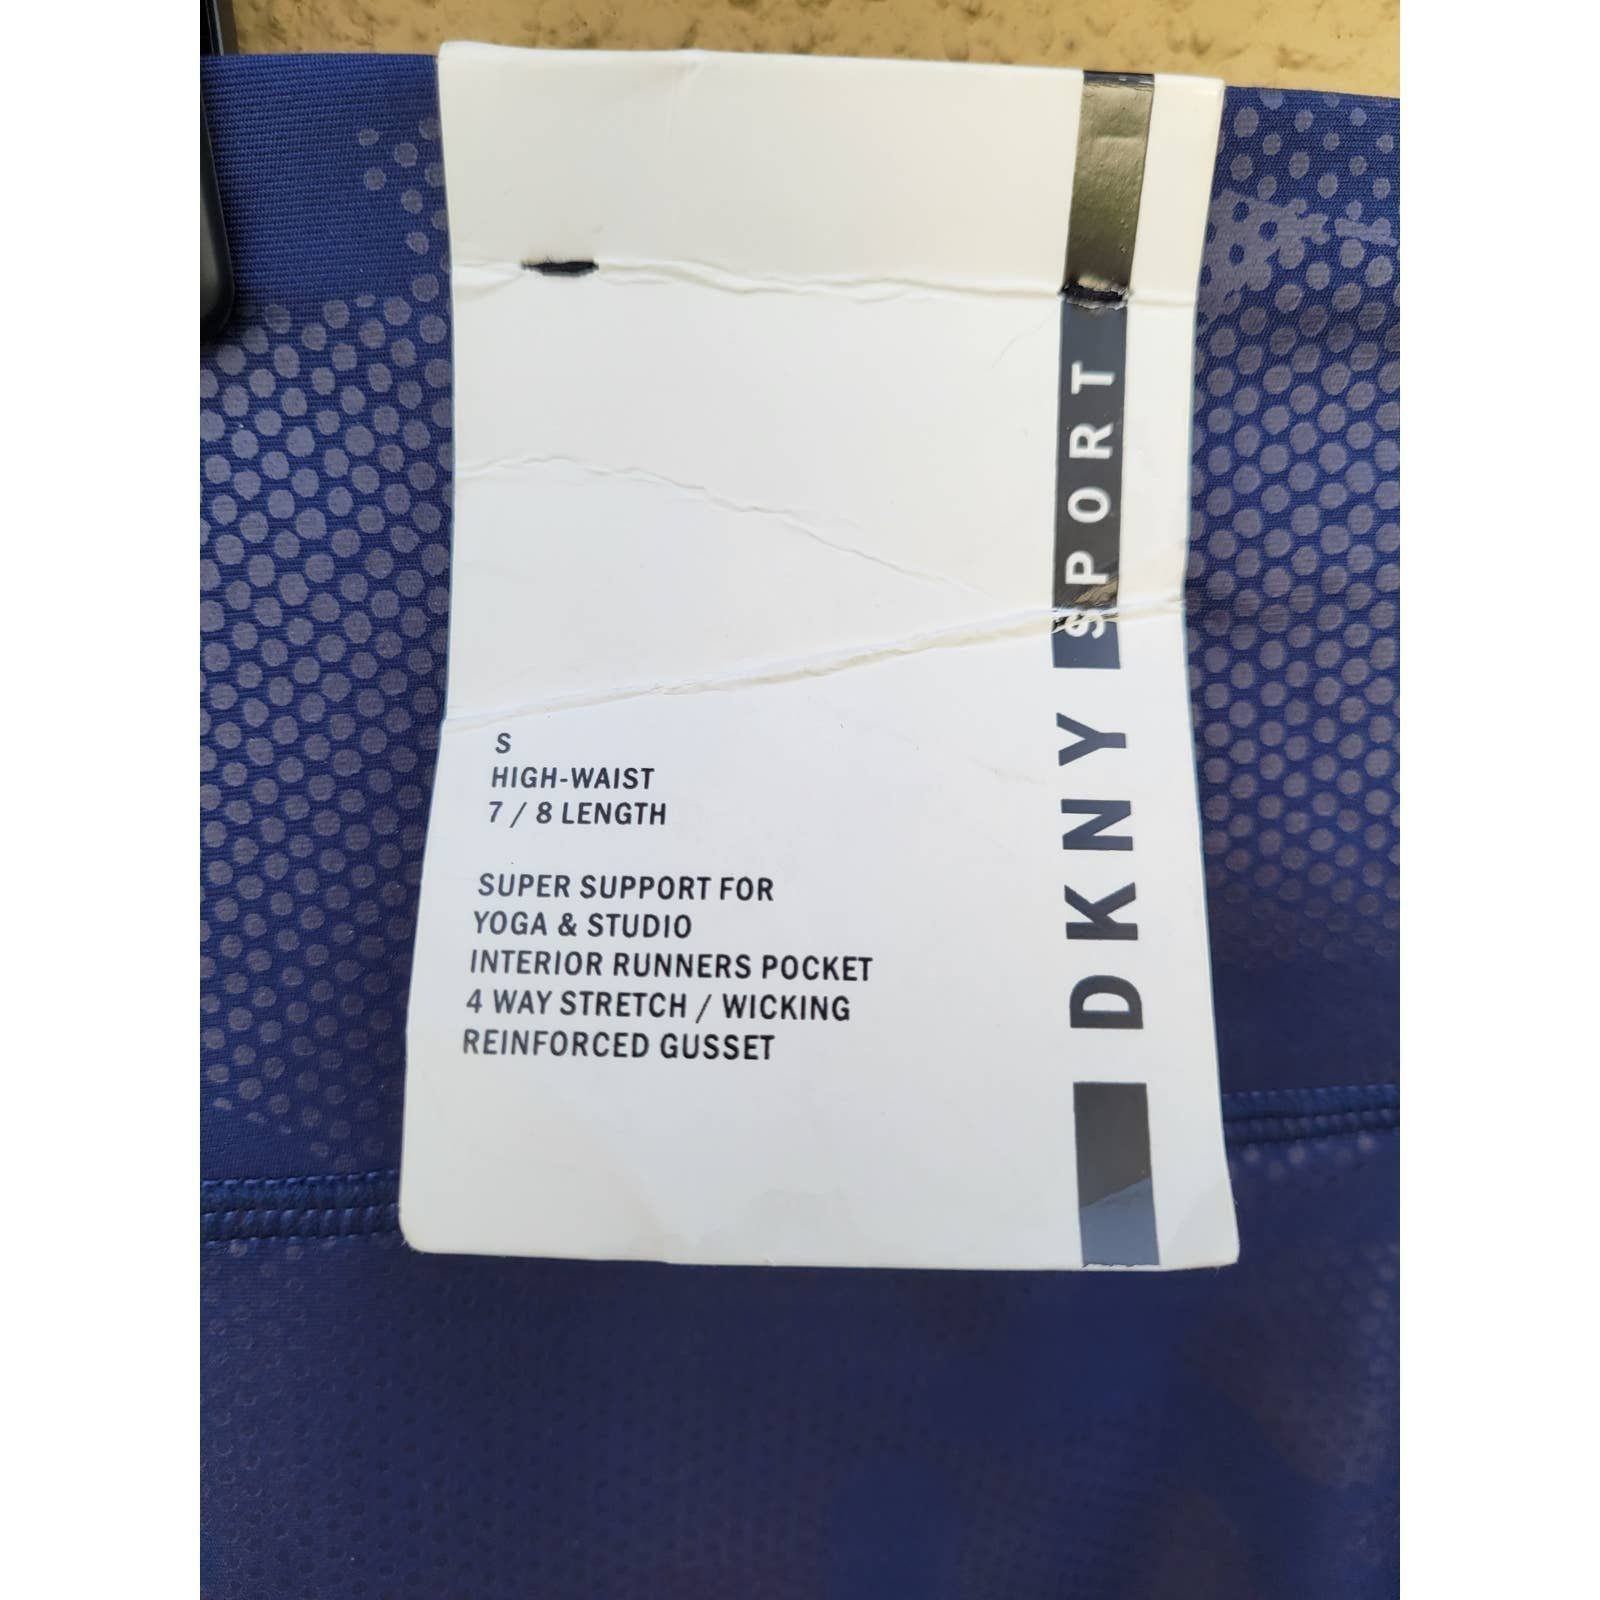 S
HIGH-WAIST
7 / 8 LENGTH
SUPER SUPPORT FOR
YOGA & STUDIO
INTERIOR RUNNERS POCKET
4 WAY STRETCH / WICKING
REINFORCED GUSSET
DKNY SPORT